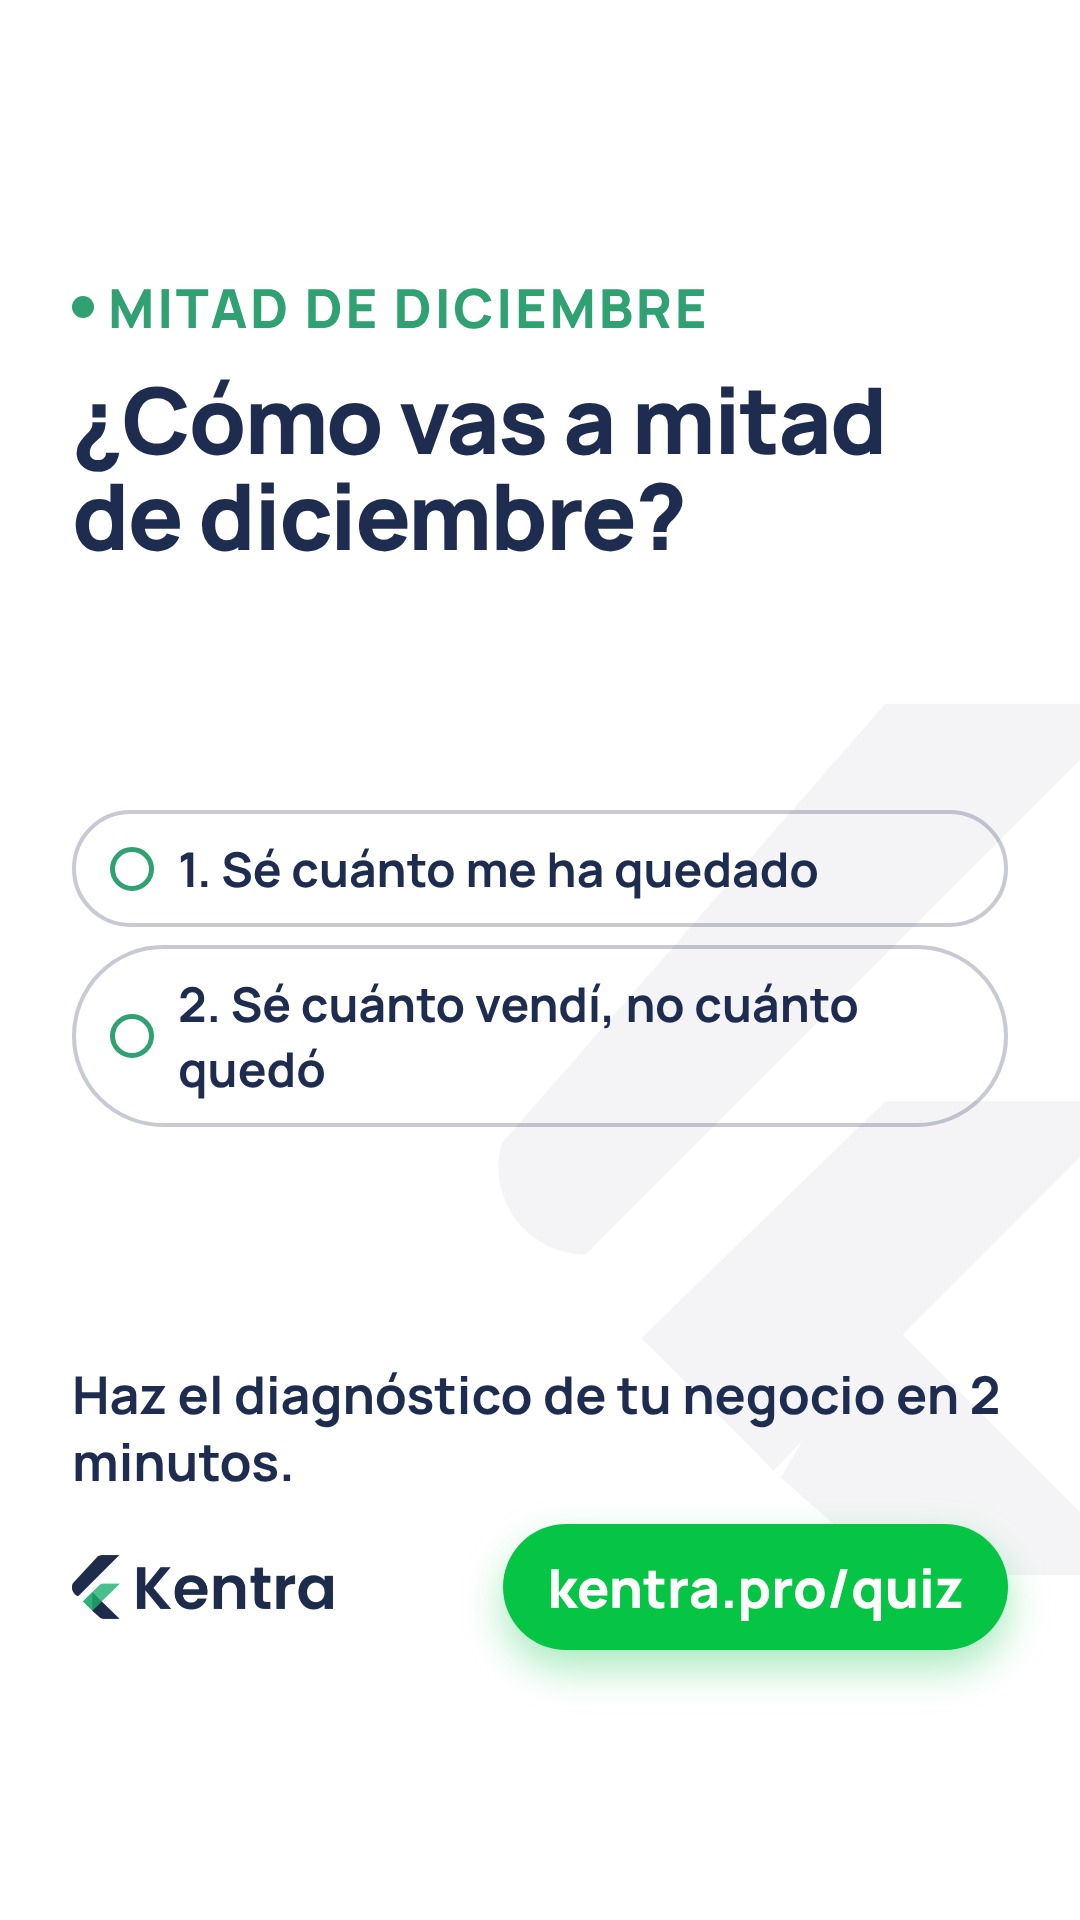 MITAD DE DICIEMBRE
¿Cómo vas a mitad
de diciembre?
1. Sé cuánto me ha quedado
2. Sé cuánto vendí, no cuánto
quedó
Haz el diagnóstico de tu negocio en 2
minutos.
Kentra
kentra.pro/quiz